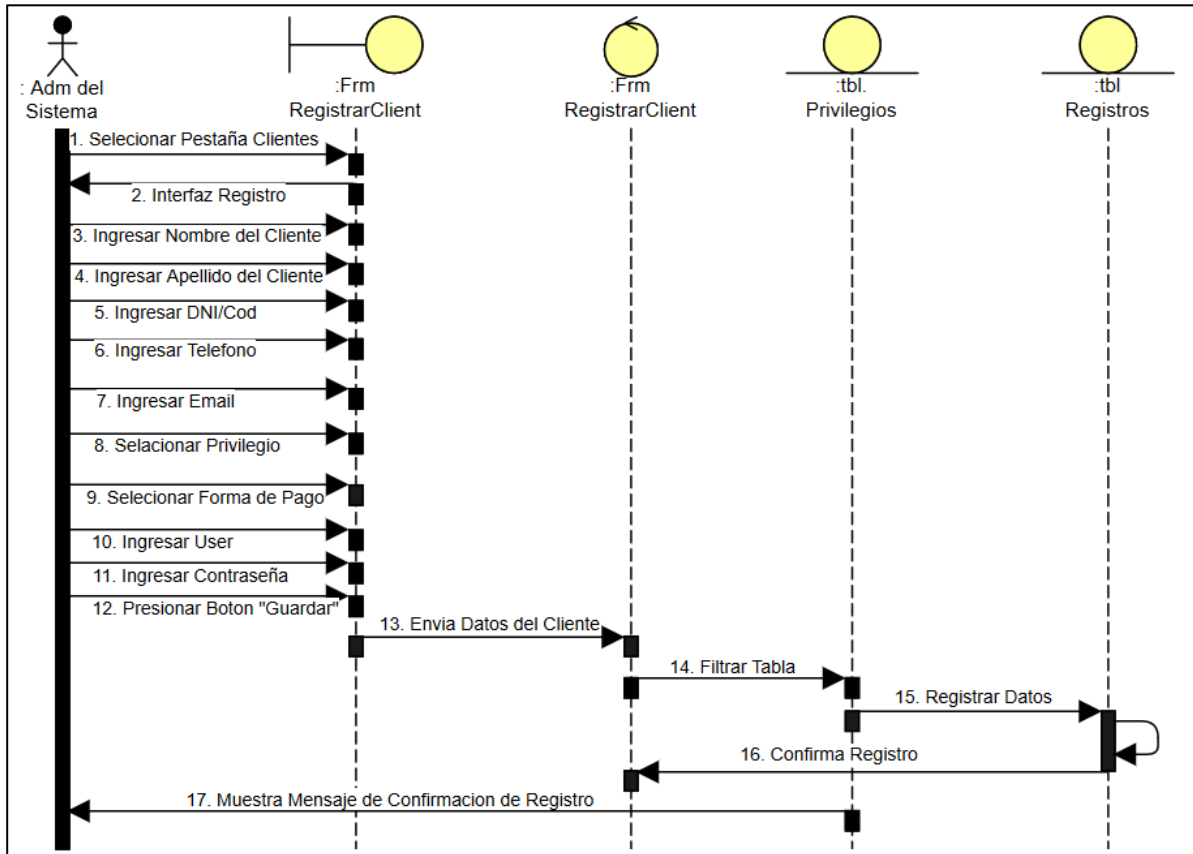 : Adm del
Sistema
:Frm
RegistrarClient
:Frm
RegistrarClient
:tbl.
Privilegios
:tbl
Registros
1. Selecionar Pestaña Clientes
2. Interfaz Registro
3. Ingresar Nombre del Cliente
4. Ingresar Apellido del Cliente
5. Ingresar DNI/Cod
6. Ingresar Telefono
7. Ingresar Email
8. Selacionar Privilegio
9. Selecionar Forma de Pago
10. Ingresar User
11. Ingresar Contraseña
12. Presionar Boton "Guardar"
13. Envia Datos del Cliente
14. Filtrar Tabla
15. Registrar Datos
16. Confirma Registro
17. Muestra Mensaje de Confirmacion de Registro